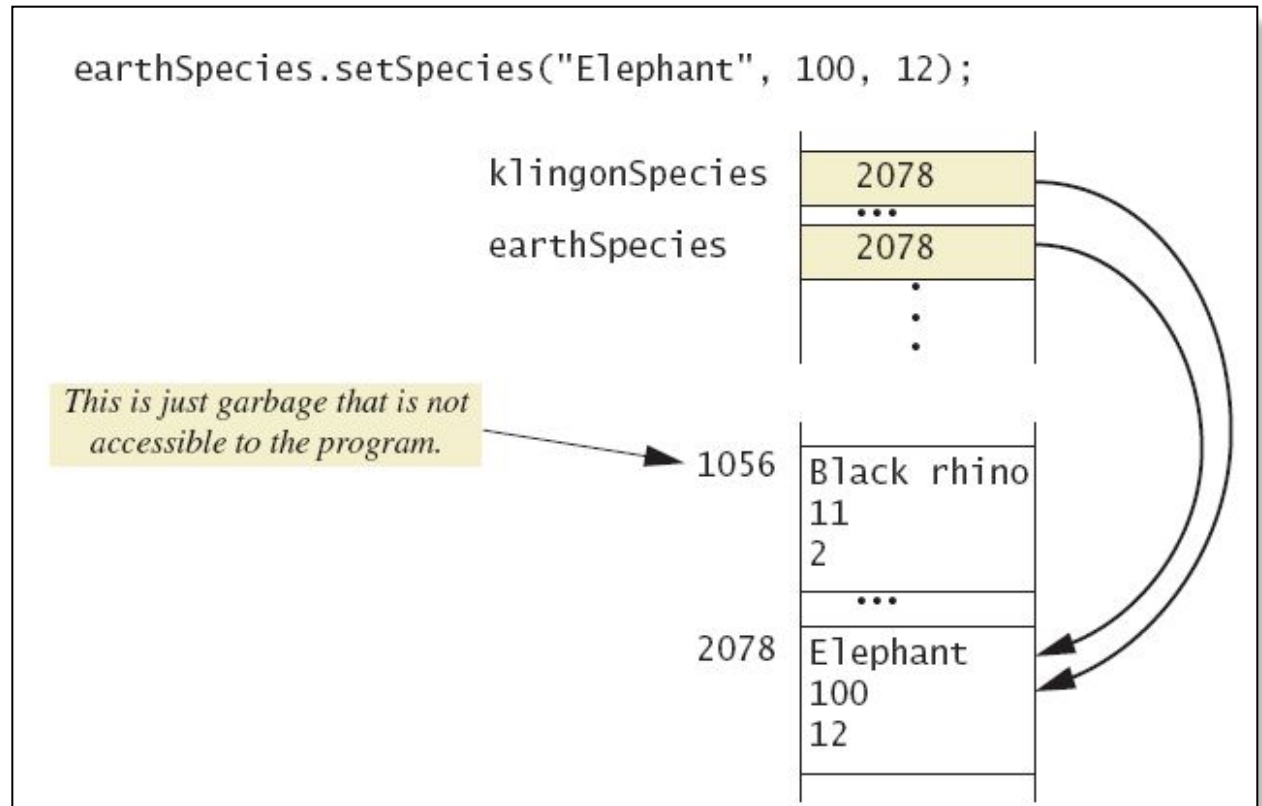 earthSpecies.setSpecies("Elephant", 100, 12);
klingonSpecies 2078
...
earthSpecies 2078
This is just garbage that is not
accessible to the program.
1056 Black rhino
11
2
...
2078 Elephant
100
12